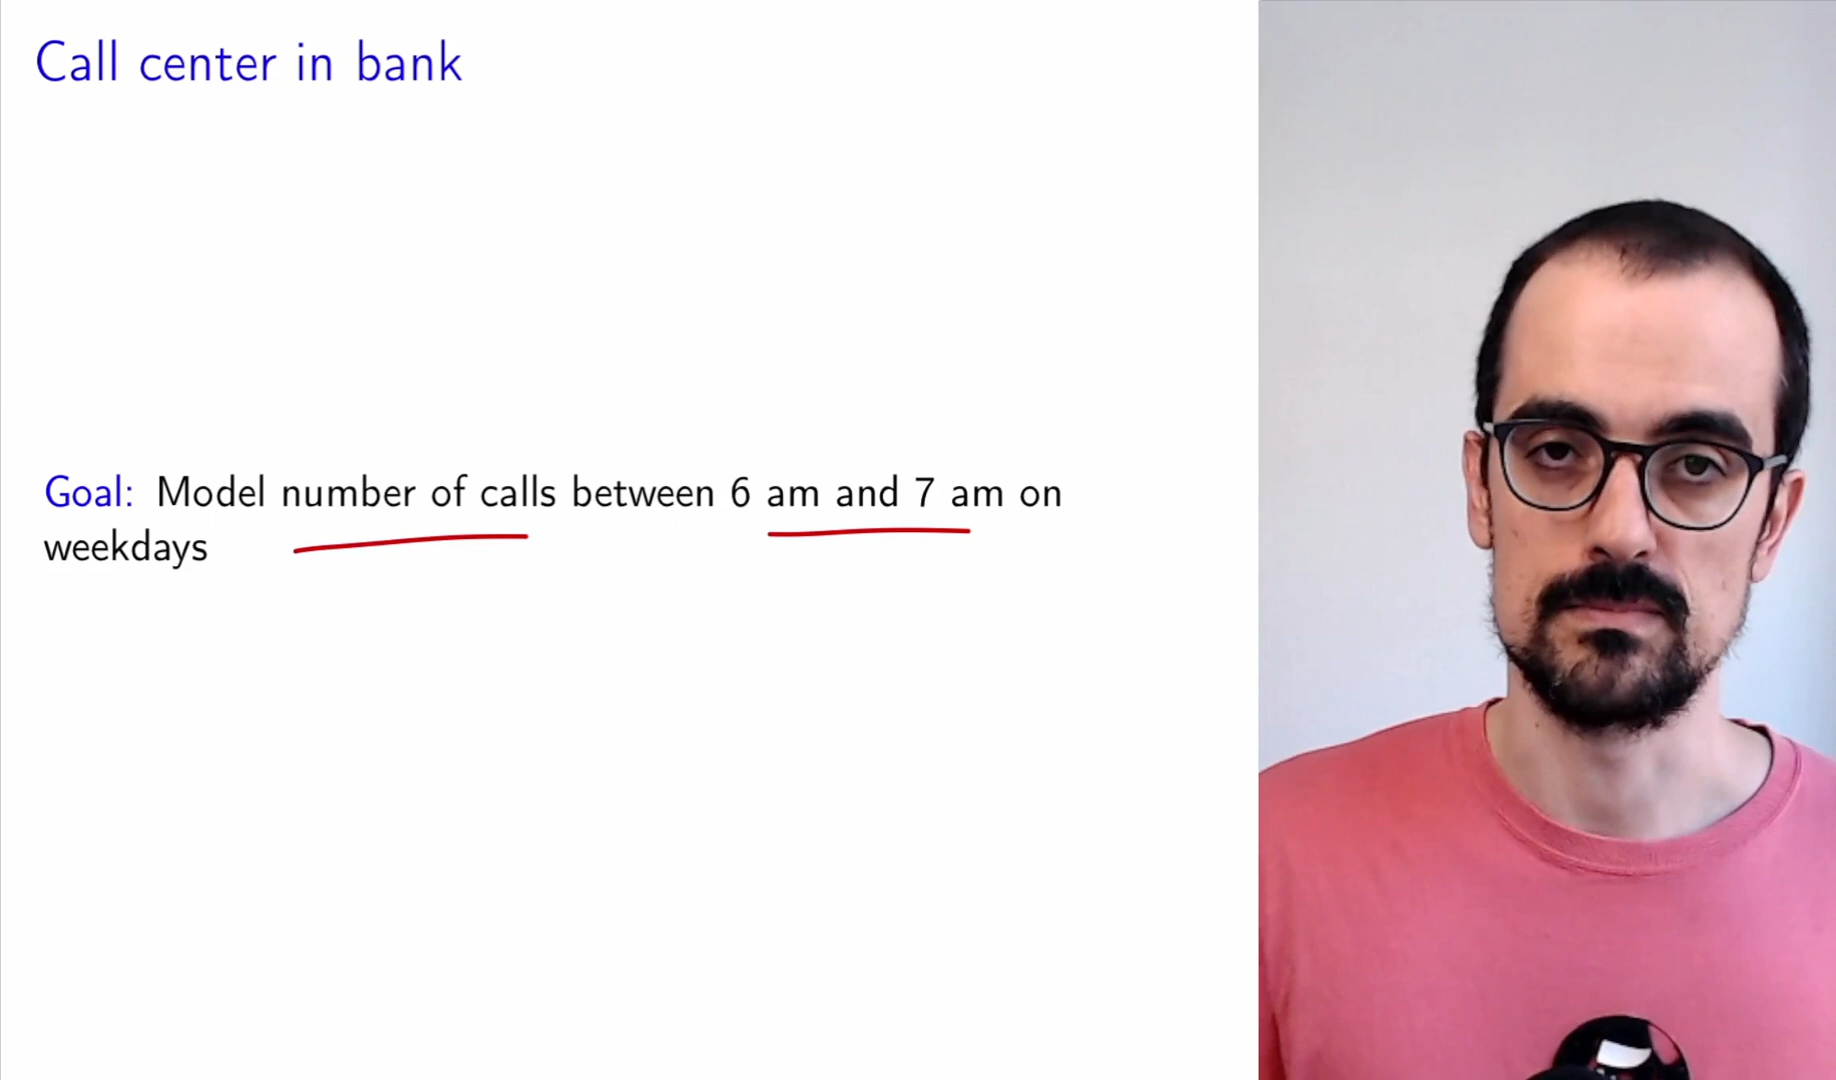 Call center in bank
Goal: Model number of calls between 6 am and 7 am on
weekdays